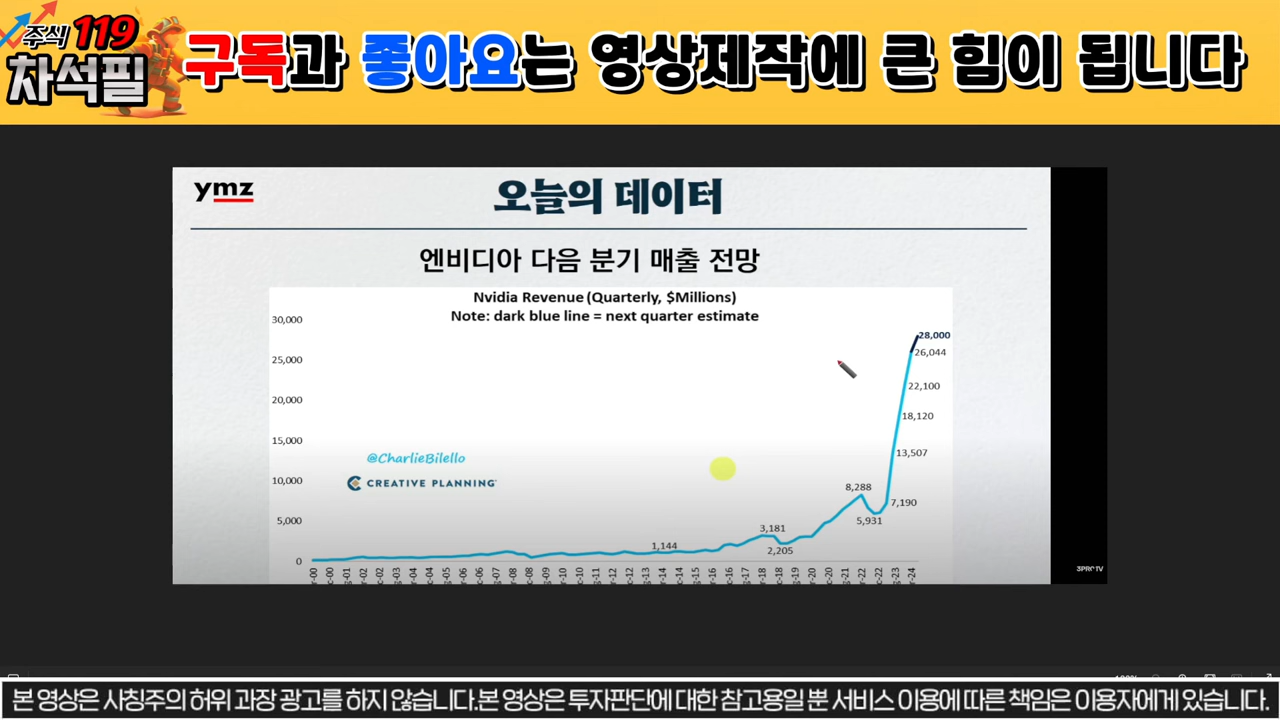 주식 119
차석필
구독과 좋아요는 영상제작에 큰 힘이 됩니다
ymz
오늘의 데이터
엔비디아 다음 분기 매출 전망
Nvidia Revenue (Quarterly, $Millions)
Note: dark blue line = next quarter estimate
30,000
28,000
26,044
25,000
22,100
20,000
18,120
15,000
13,507
@CharlieBilello
CREATIVE PLANNING
10,000
8,288
7,190
5,931
5,000
3,181
2,205
1,144
0
3PROTV
본 영상은 사칭주의 허위 과장 광고를 하지 않습니다.본 영상은 투자판단에 대한 참고용일 뿐 서비스 이용에 따른 책임은 이용자에게 있습니다.